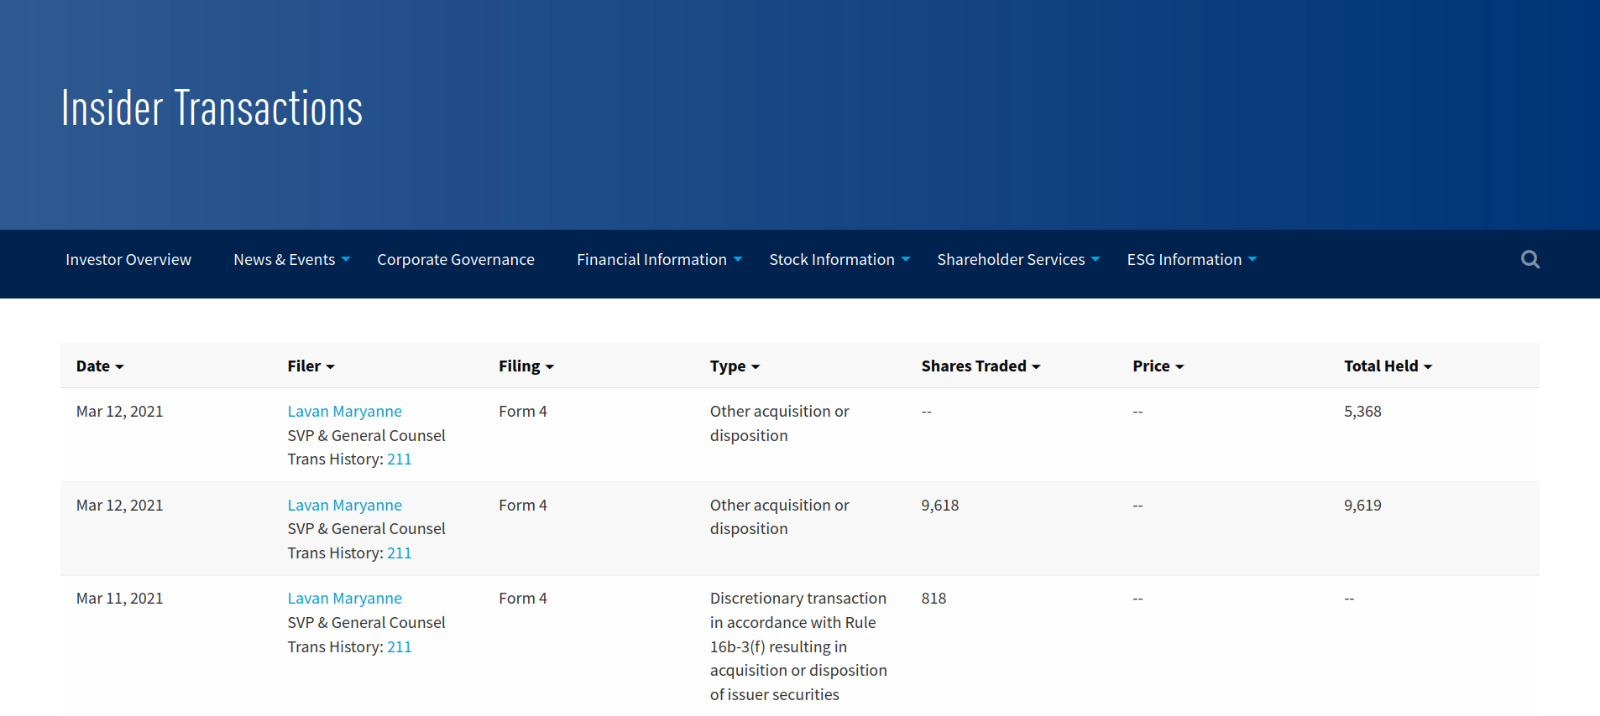 Insider Transactions
Investor Overview News & Events Corporate Governance Financial Information Stock Information Shareholder Services ESG Information
Date Filer Filing Type Shares Traded Price Total Held
Mar 12, 2021 Lavan Maryanne Form 4 Other acquisition or -- -- 5,368
SVP & General Counsel disposition
Trans History: 211
Mar 12, 2021 Lavan Maryanne Form 4 Other acquisition or 9,618 -- 9,619
SVP & General Counsel disposition
Trans History: 211
Mar 11, 2021 Lavan Maryanne Form 4 Discretionary transaction 818 -- --
SVP & General Counsel in accordance with Rule
Trans History: 211 16b-3(f) resulting in
acquisition or disposition
of issuer securities